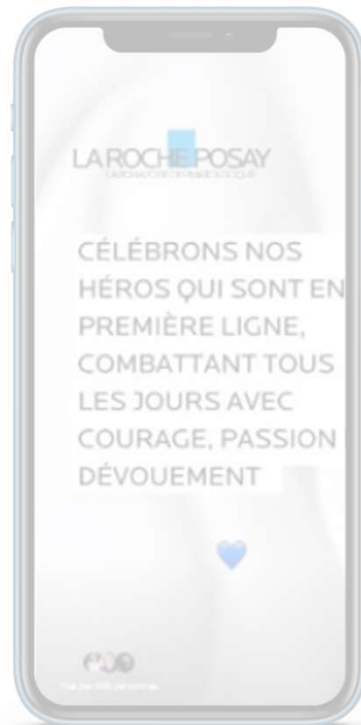 LA ROCHE POSAY
CÉLÉBRONS NOS
HÉROS QUI SONT EN
PREMIÈRE LIGNE,
COMBATTANT TOUS
LES JOURS AVEC
COURAGE, PASSION
DÉVOUEMENT